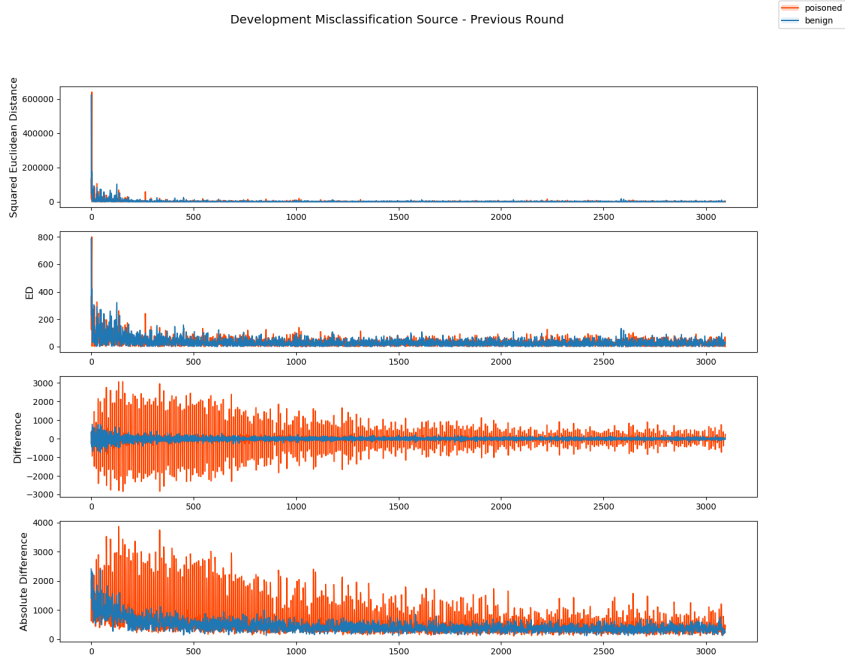 Development Misclassification Source - Previous Round
poisoned
benign
Squared Euclidean Distance
600000
400000
200000
0
0 500 1000 1500 2000 2500 3000
ED
800
600
400
200
0
0 500 1000 1500 2000 2500 3000
Difference
3000
2000
1000
0
−1000
−2000
−3000
0 500 1000 1500 2000 2500 3000
Absolute Difference
4000
3000
2000
1000
0
0 500 1000 1500 2000 2500 3000